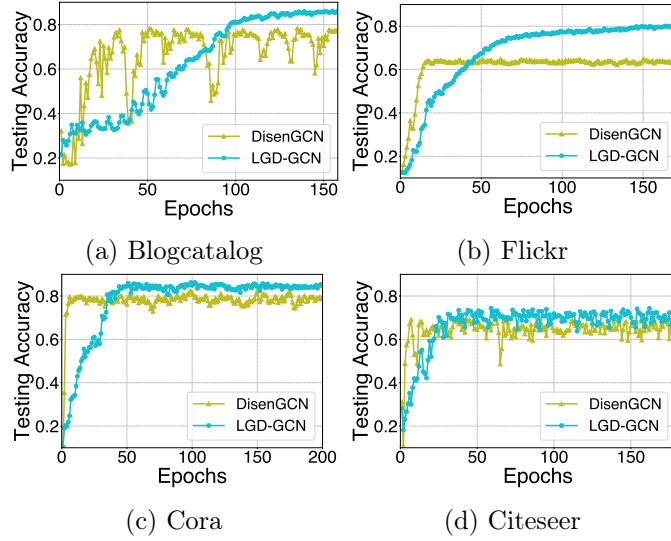 Testing Accuracy
0.8
0.6
0.4
0.2
DisenGCN
LGD-GCN
0 50 100 150
Epochs
(a) Blogcatalog
Testing Accuracy
0.8
0.6
0.4
0.2
DisenGCN
LGD-GCN
0 50 100 150
Epochs
(b) Flickr
Testing Accuracy
0.8
0.6
0.4
0.2
DisenGCN
LGD-GCN
0 50 100 150 200
Epochs
(c) Cora
Testing Accuracy
0.8
0.6
0.4
0.2
DisenGCN
LGD-GCN
0 50 100 150
Epochs
(d) Citeseer